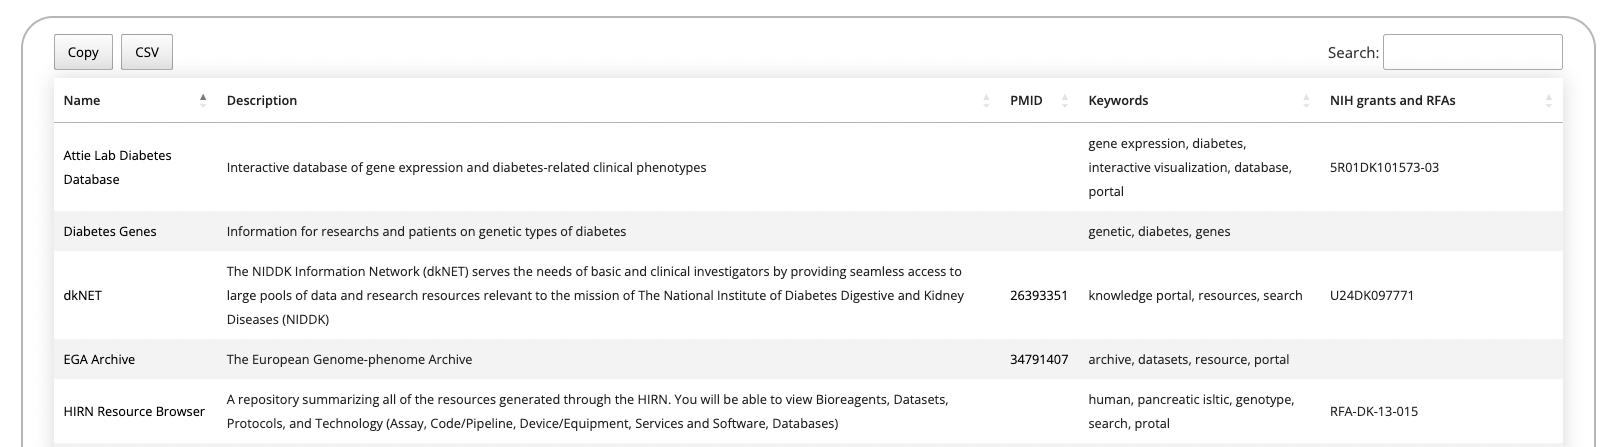 Copy CSV Search:
Name Description PMID Keywords NIH grants and RFAs
Attie Lab Diabetes
Database
Interactive database of gene expression and diabetes-related clinical phenotypes
gene expression, diabetes,
interactive visualization, database,
portal
5R01DK101573-03
Diabetes Genes
Information for researchs and patients on genetic types of diabetes
genetic, diabetes, genes
dkNET
The NIDDK Information Network (dkNET) serves the needs of basic and clinical investigators by providing seamless access to
large pools of data and research resources relevant to the mission of The National Institute of Diabetes Digestive and Kidney
Diseases (NIDDK)
26393351
knowledge portal, resources, search
U24DK097771
EGA Archive
The European Genome-phenome Archive
34791407
archive, datasets, resource, portal
HIRN Resource Browser
A repository summarizing all of the resources generated through the HIRN. You will be able to view Bioreagents, Datasets,
Protocols, and Technology (Assay, Code/Pipeline, Device/Equipment, Services and Software, Databases)
human, pancreatic isltic, genotype,
search, protal
RFA-DK-13-015